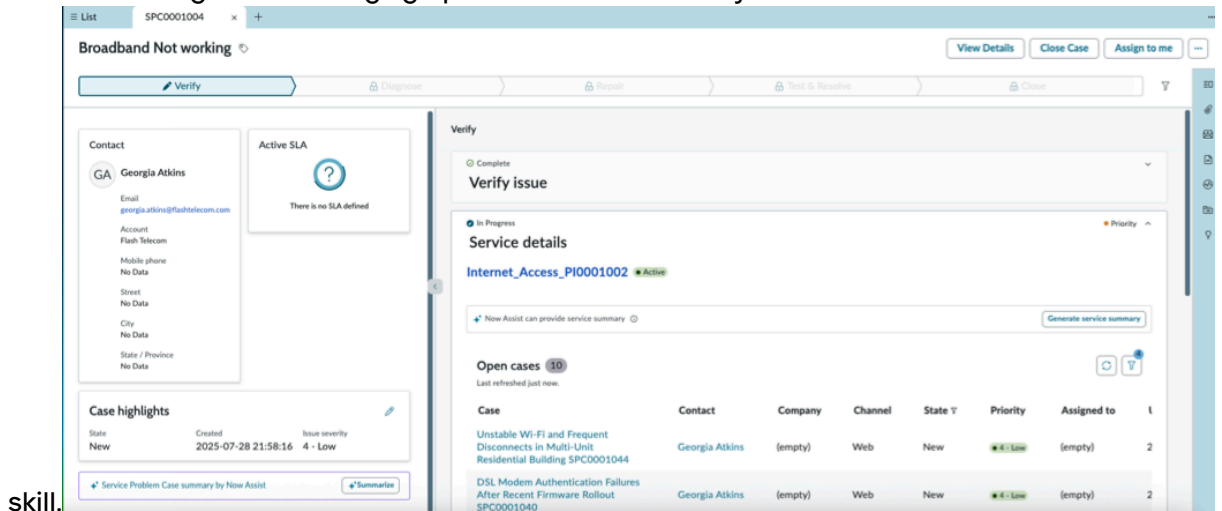 ≡ List
SPC0001004 × +
Broadband Not working
View Details
Close Case
Assign to me
Verify
Diagnose
Repair
Test & Resolve
Close
Contact
GA
Georgia Atkins
Email
georgia.atkins@flashtelecom.com
Account
Flash Telecom
Mobile phone
No Data
Street
No Data
City
No Data
State / Province
No Data
Active SLA
?
There is no SLA defined
Case highlights
State Created Issue severity
New 2025-07-28 21:58:16 4 - Low
Service Problem Case summary by Now Assist
Summarize
Verify
Complete
Verify issue
In Progress
Priority
Service details
Internet_Access_PI0001002
Active
Now Assist can provide service summary
Generate service summary
Open cases 10
4
Last refreshed just now.
Case Contact Company Channel State Priority Assigned to
Unstable Wi-Fi and Frequent
Disconnects in Multi-Unit Georgia Atkins (empty) Web New 4 - Low (empty) 2
Residential Building SPC0001044
DSL Modem Authentication Failures
After Recent Firmware Rollout Georgia Atkins (empty) Web New 4 - Low (empty) 2
SPC0001040
skill.